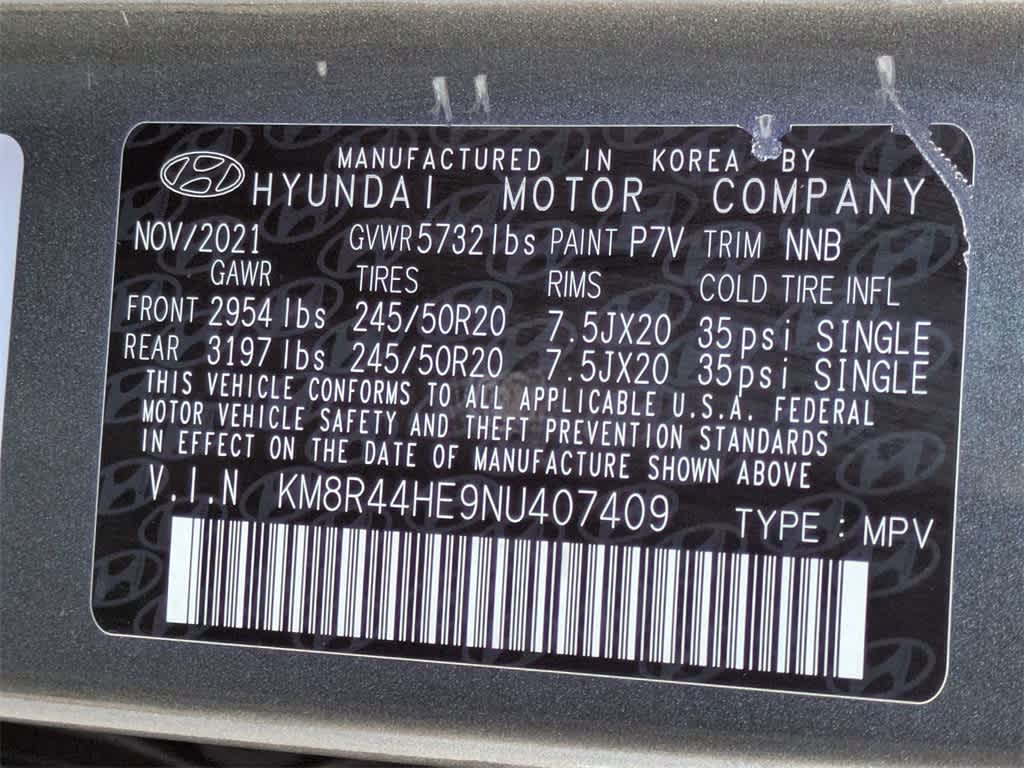 MANUFACTURED IN KOREA BY
HYUNDAI MOTOR COMPANY
NOV/2021 GVWR 5732 lbs PAINT P7V TRIM NNB
GAWR TIRES RIMS COLD TIRE INFL
FRONT 2954 lbs 245/50R20 7.5JX20 35psi SINGLE
REAR 3197 lbs 245/50R20 7.5JX20 35psi SINGLE
THIS VEHICLE CONFORMS TO ALL APPLICABLE U.S.A. FEDERAL
MOTOR VEHICLE SAFETY AND THEFT PREVENTION STANDARDS
IN EFFECT ON THE DATE OF MANUFACTURE SHOWN ABOVE
V.I.N KM8R44HE9NU407409 TYPE : MPV